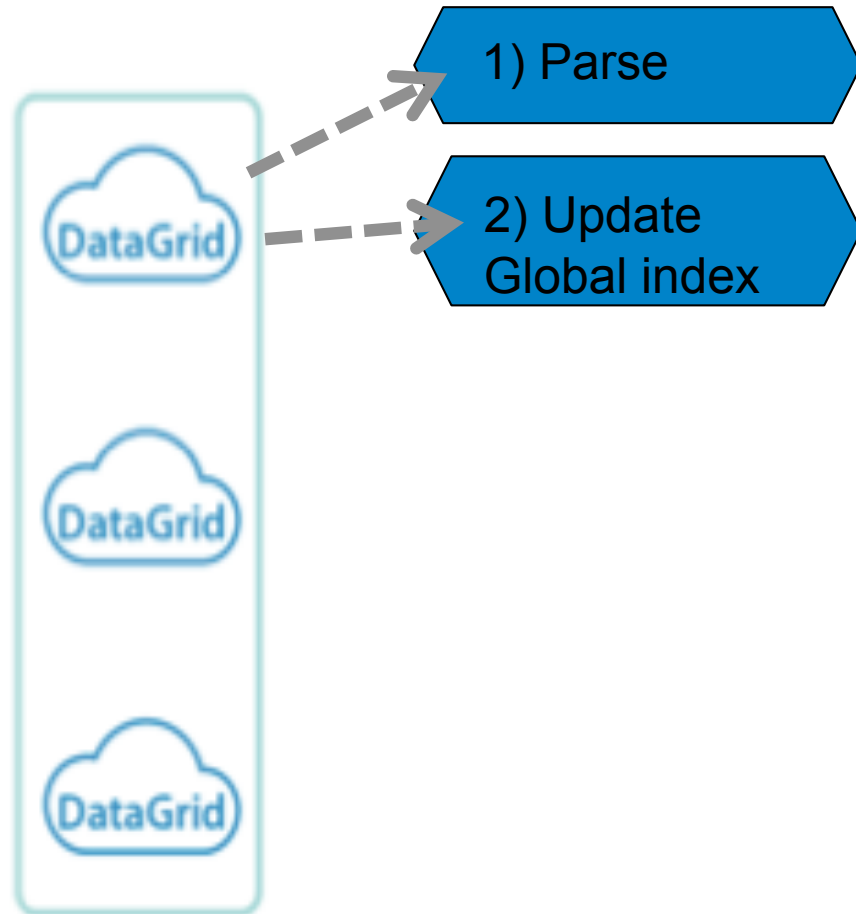 1) Parse
DataGrid
2) Update
Global index
DataGrid
DataGrid